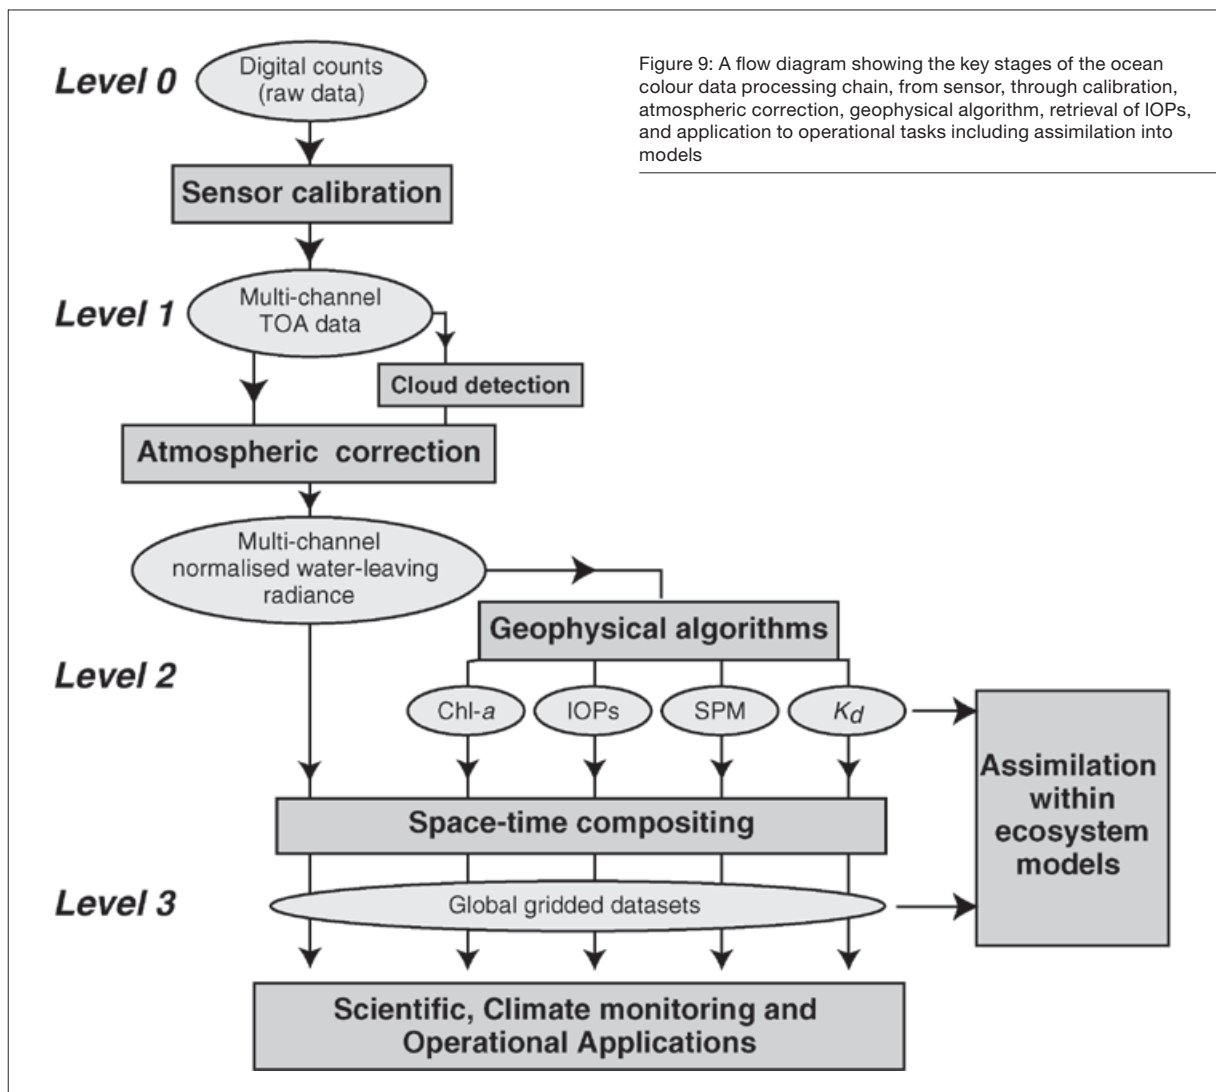 Level 0
Digital counts
(raw data)
Figure 9: A flow diagram showing the key stages of the ocean
colour data processing chain, from sensor, through calibration,
atmospheric correction, geophysical algorithm, retrieval of IOPs,
and application to operational tasks including assimilation into
models
Sensor calibration
Level 1
Multi-channel
TOA data
Cloud detection
Atmospheric correction
Multi-channel
normalised water-leaving
radiance
Geophysical algorithms
Level 2
Chl-a
IOPs
SPM
Kd
Assimilation
within
ecosystem
models
Space-time compositing
Level 3
Global gridded datasets
Scientific, Climate monitoring and
Operational Applications